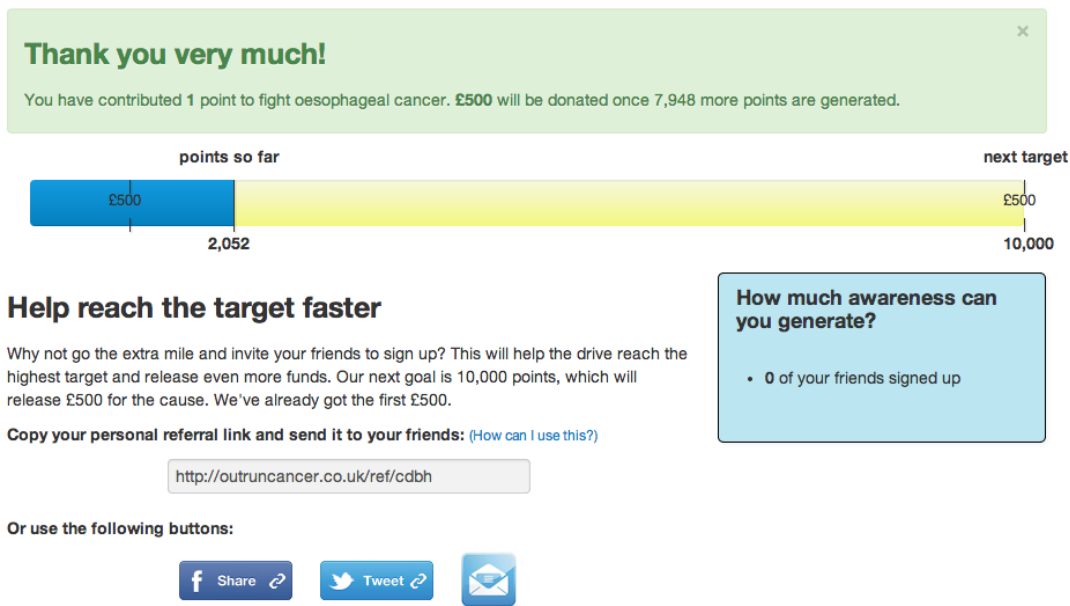 ×
Thank you very much!
You have contributed 1 point to fight oesophageal cancer. £500 will be donated once 7,948 more points are generated.
points so far
next target
£500
£500
2,052
10,000
Help reach the target faster
Why not go the extra mile and invite your friends to sign up? This will help the drive reach the
highest target and release even more funds. Our next goal is 10,000 points, which will
release £500 for the cause. We've already got the first £500.
Copy your personal referral link and send it to your friends: (How can I use this?)
http://outruncancer.co.uk/ref/cdbh
Or use the following buttons:
f Share
Tweet
How much awareness can
you generate?
• 0 of your friends signed up